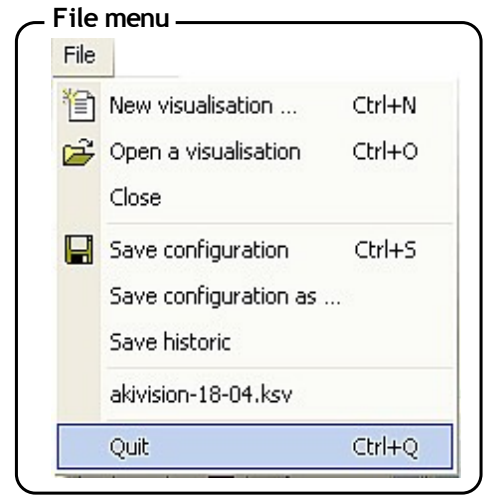 File menu
File
New visualisation ... Ctrl+N
Open a visualisation Ctrl+O
Close
Save configuration Ctrl+S
Save configuration as ...
Save historic
akivision-18-04.ksv
Quit Ctrl+Q